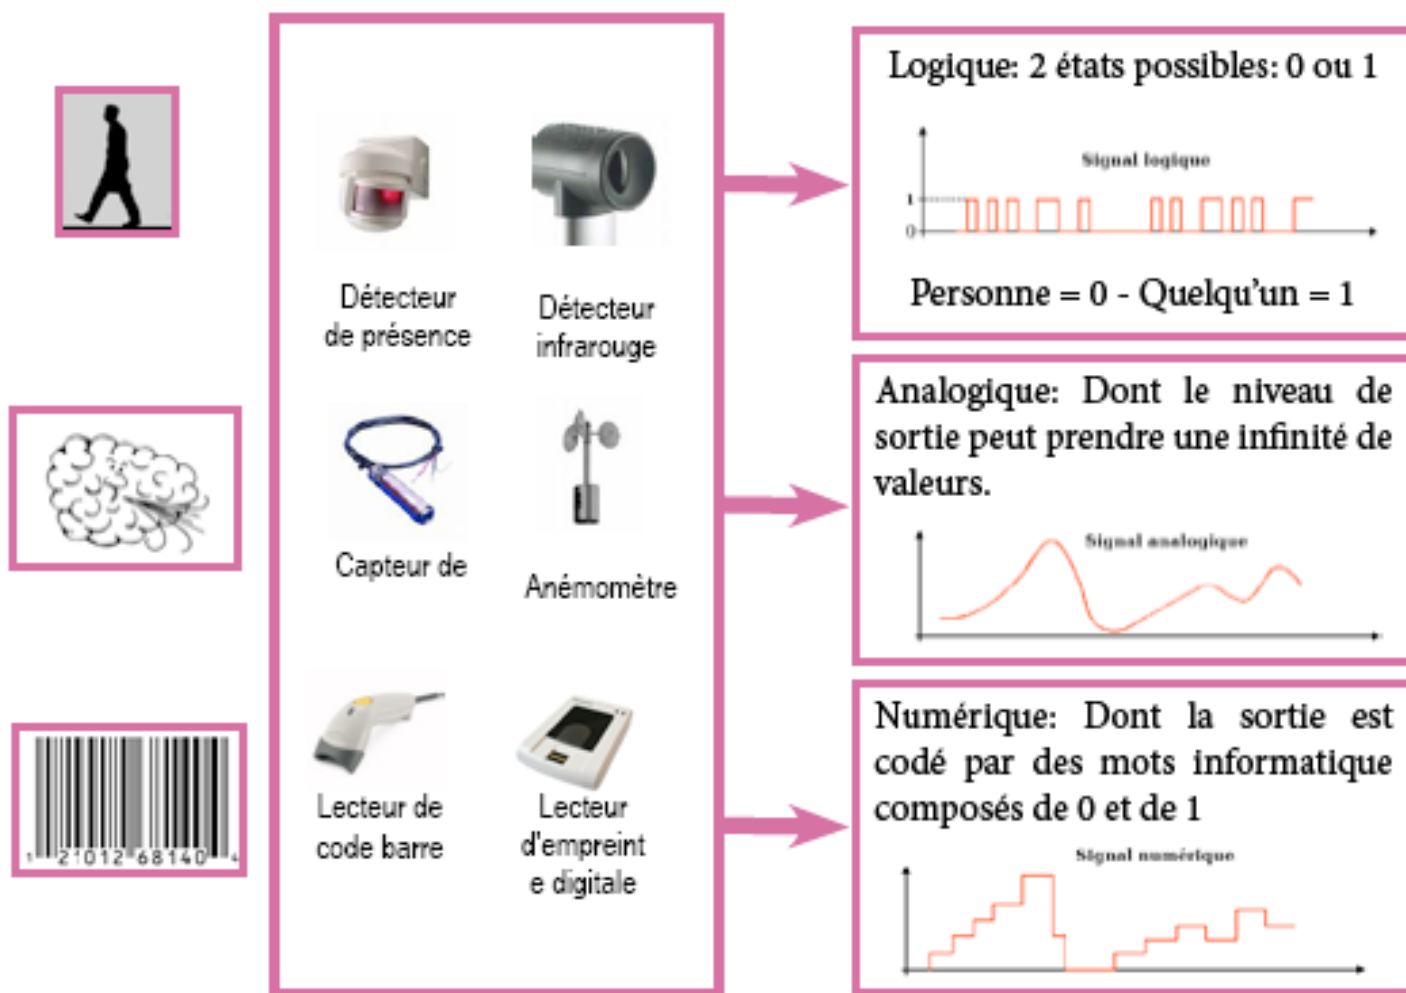 Logique: 2 états possibles: 0 ou 1
Signal logique
1
0
Personne = 0 - Quelqu'un = 1
Détecteur
de présence
Détecteur
infrarouge
Analogique: Dont le niveau de
sortie peut prendre une infinité de
valeurs.
Signal analogique
Capteur de
Anémomètre
Numérique: Dont la sortie est
codé par des mots informatique
composés de 0 et de 1
Signal numérique
Lecteur de
code barre
Lecteur
d'empreint
e digitale
1 21012 68140 4